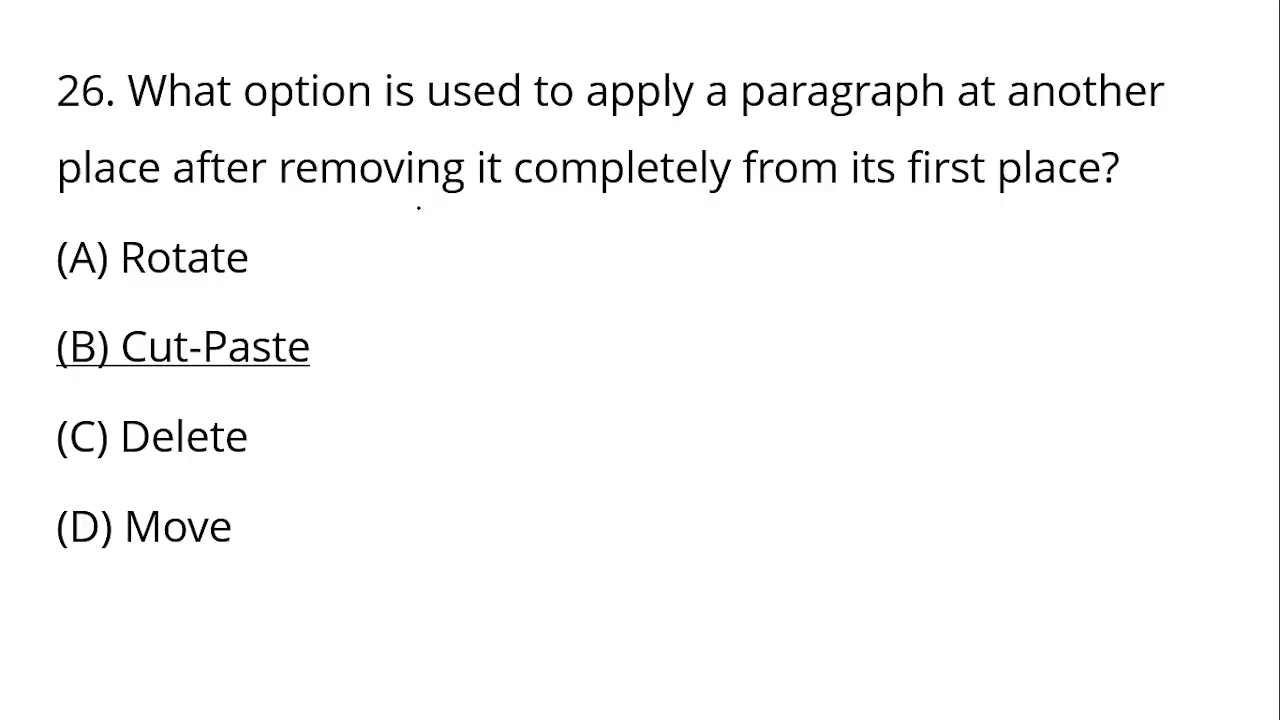 26. What option is used to apply a paragraph at another
place after removing it completely from its first place?
(A) Rotate
(B) Cut-Paste
(C) Delete
(D) Move